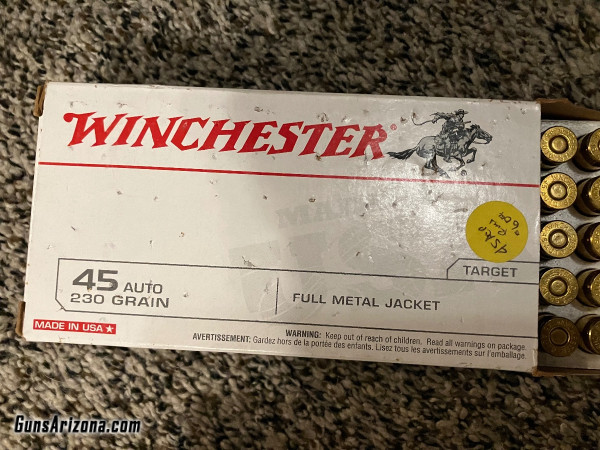 WINCHESTER®
45 ACP
TARGET
45 AUTO
230 GRAIN
FULL METAL JACKET
MADE IN USA
WARNING: Keep out of reach of children. Read all warnings on package.
AVERTISSEMENT: Gardez hors de la portée des enfants. Lisez tous les avertissements sur l'emballage.
GunsArizona.com